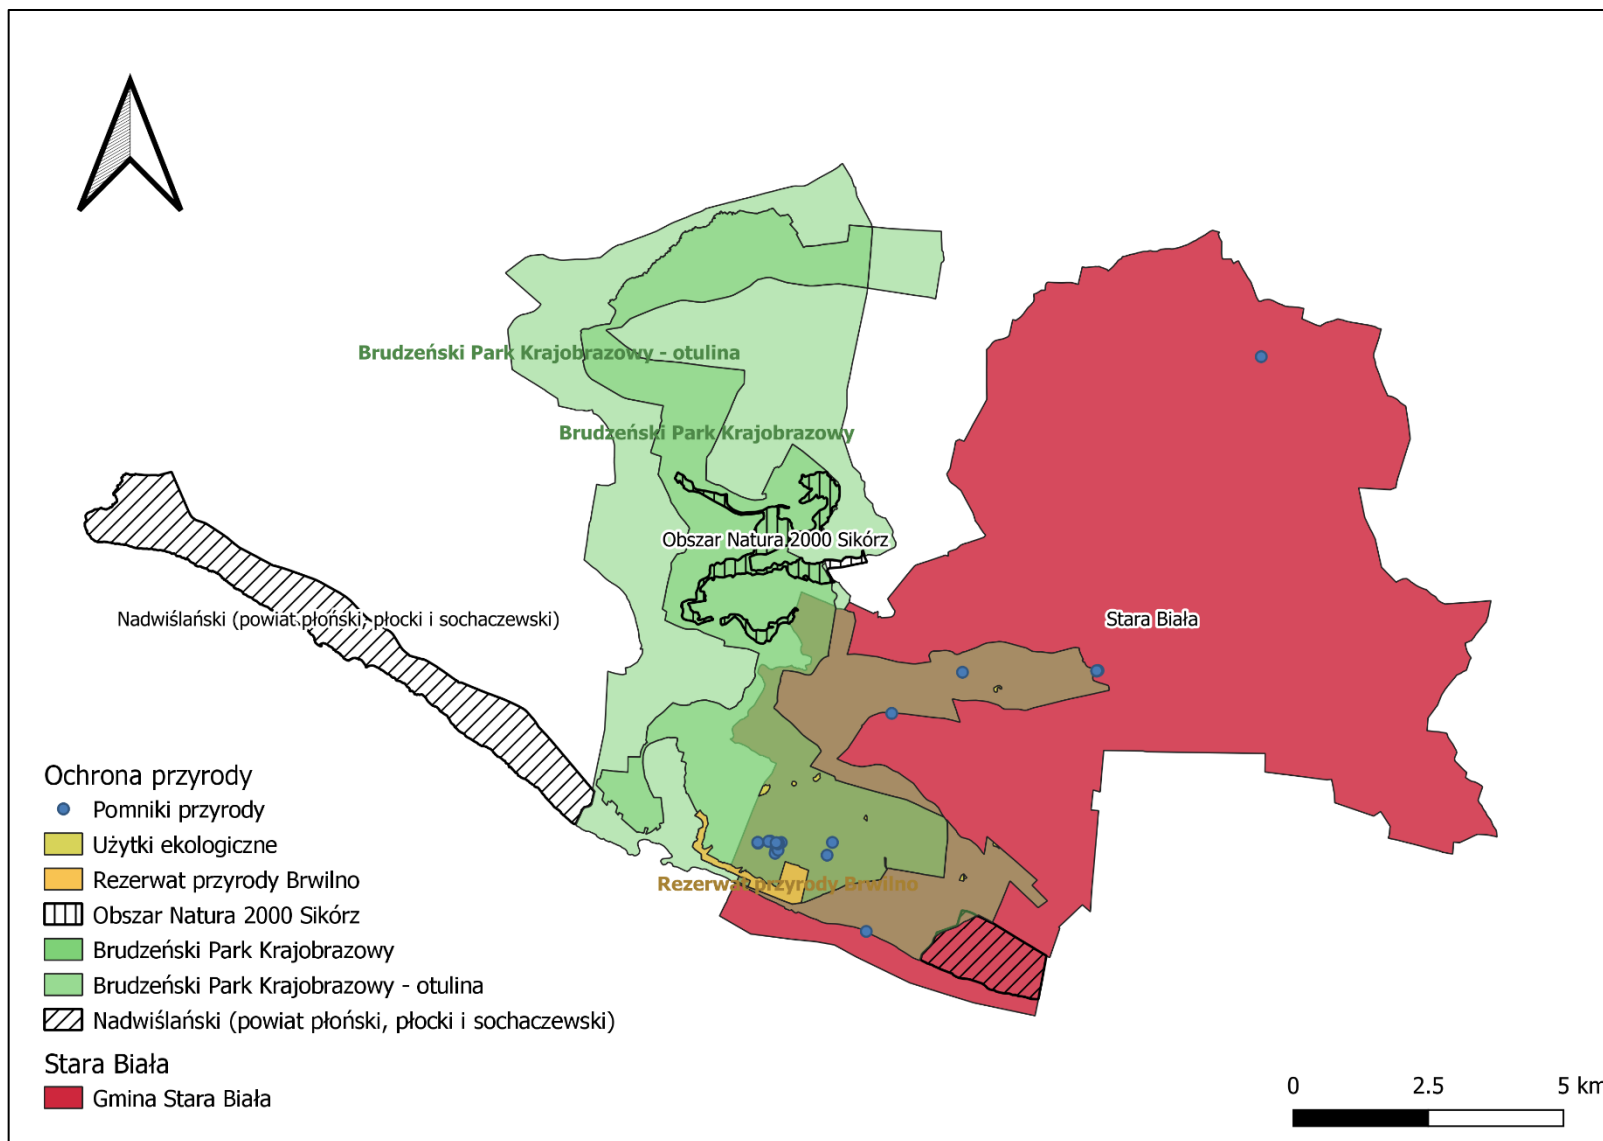 Brudzeński Park Krajobrazowy - otulina
Brudzeński Park Krajobrazowy
Obszar Natura 2000 Sikórz
Nadwiślański (powiat płoński, płocki i sochaczewski)
Stara Biała
Rezerwat przyrody Brwilno
Ochrona przyrody
Pomniki przyrody
Użytki ekologiczne
Rezerwat przyrody Brwilno
Obszar Natura 2000 Sikórz
Brudzeński Park Krajobrazowy
Brudzeński Park Krajobrazowy - otulina
Nadwiślański (powiat płoński, płocki i sochaczewski)
Stara Biała
Gmina Stara Biała
0 2.5 5 km